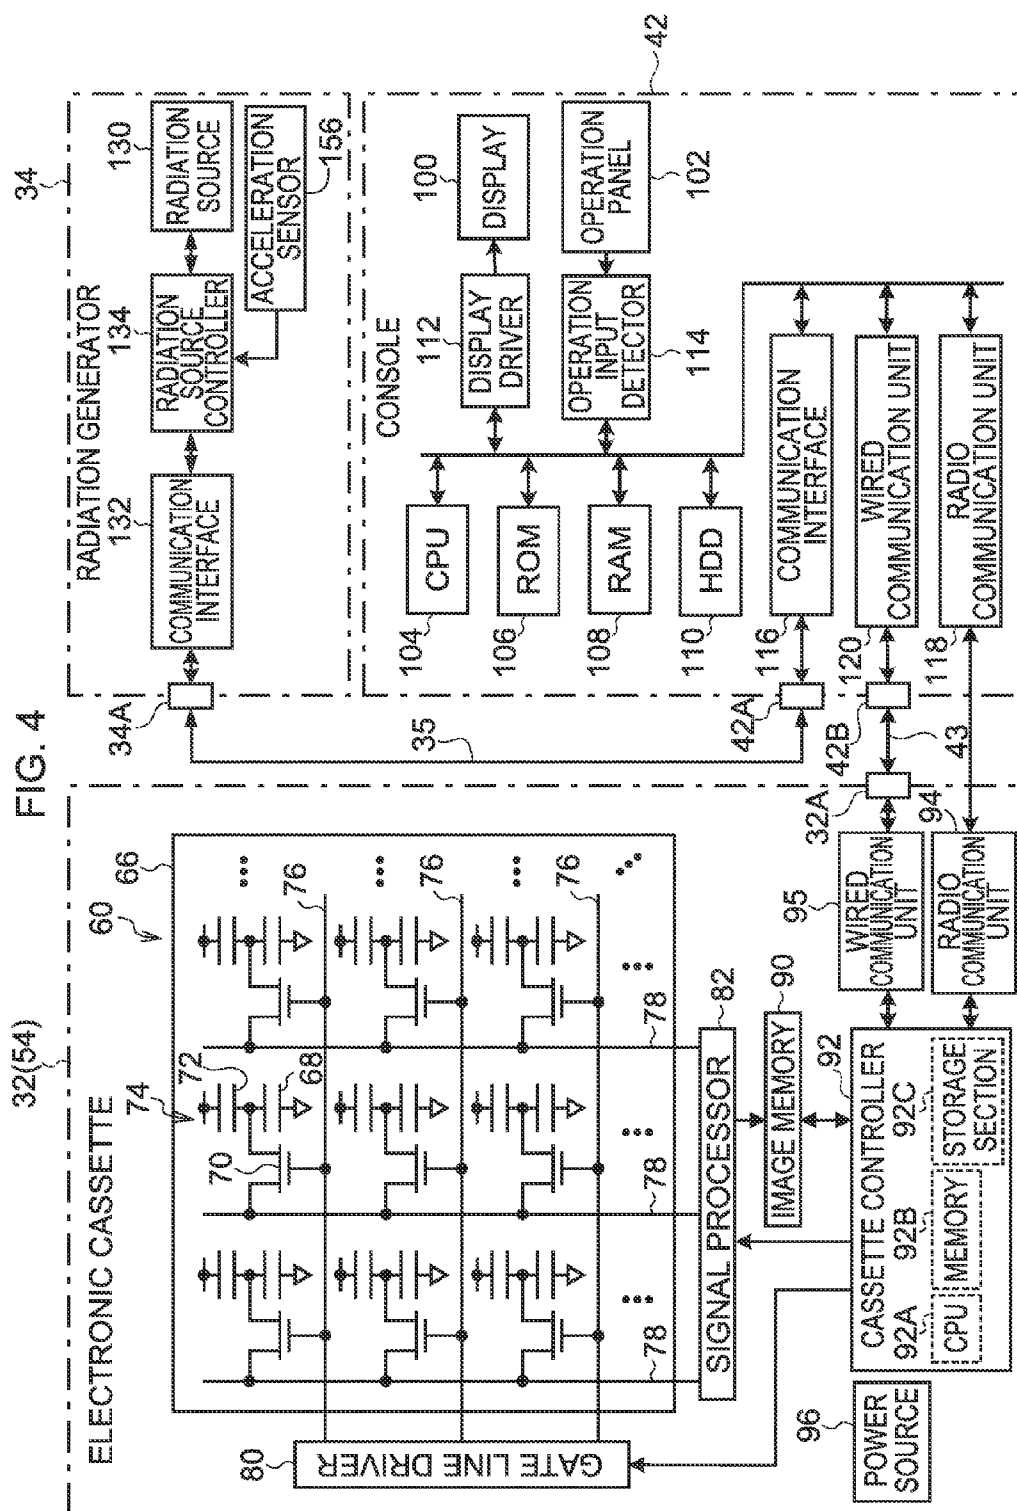 FIG. 4
32(54)
ELECTRONIC CASSETTE
60
66
74
72
68
70
76
76
76
78
78
78
80
GATE LINE DRIVER
SIGNAL PROCESSOR
82
IMAGE MEMORY
90
96
POWER
SOURCE
CASSETTE CONTROLLER
92
92A
CPU
92B
MEMORY
92C
STORAGE
SECTION
95
WIRED
COMMUNICATION
UNIT
94
RADIO
COMMUNICATION
UNIT
32A
42B
43
35
34A
42A
34
RADIATION GENERATOR
132
COMMUNICATION
INTERFACE
134
RADIATION
SOURCE
CONTROLLER
130
RADIATION
SOURCE
ACCELERATION
SENSOR
156
42
CONSOLE
100
DISPLAY
112
DISPLAY
DRIVER
OPERATION
PANEL
102
OPERATION
INPUT
DETECTOR
114
104
CPU
106
ROM
108
RAM
110
HDD
116
COMMUNICATION
INTERFACE
120
WIRED
COMMUNICATION UNIT
118
RADIO
COMMUNICATION UNIT